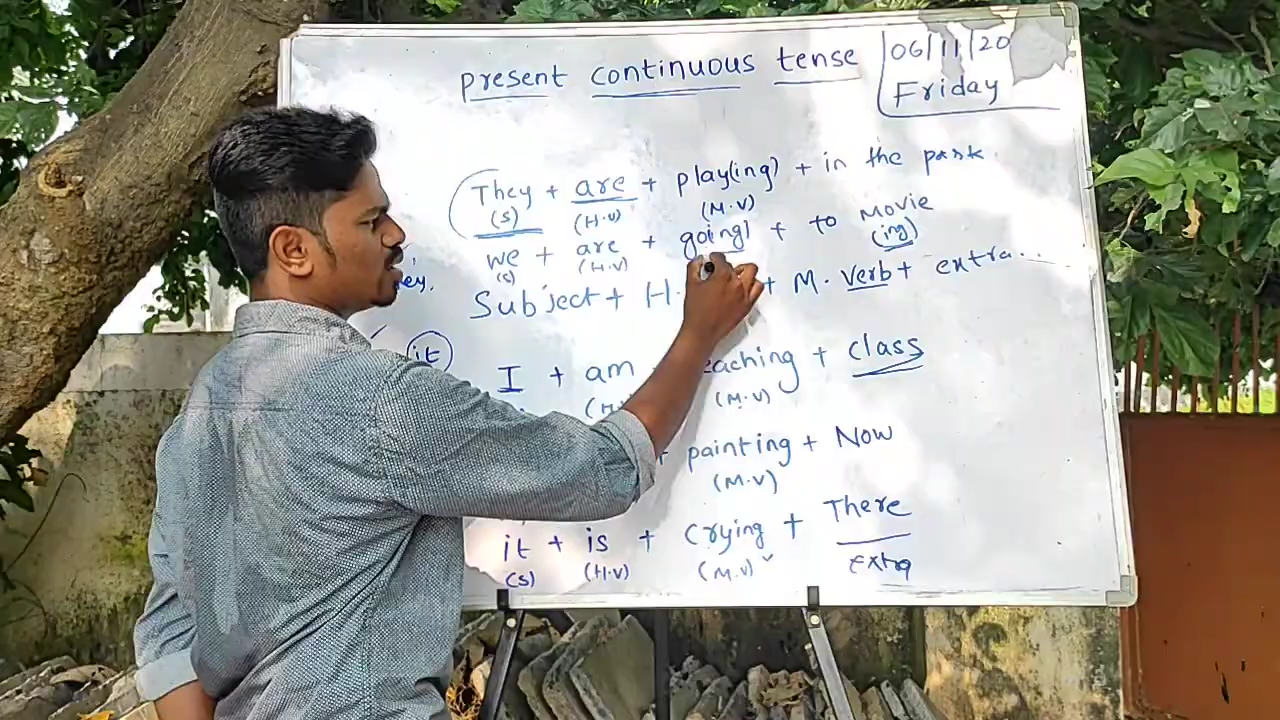 present continuous tense
06/11/20
Friday
They + are + play(ing) + in the park
(S) (H.V) (M.V)
we + are + going) + to Movie
(S) (H.V) (ing)
Subject + H. + M. Verb + extra...
it
I + am eaching + class
(M.V)
+ painting + Now
(M.V)
it + is + Crying + There
(S) (H.V) (M.V) Extra